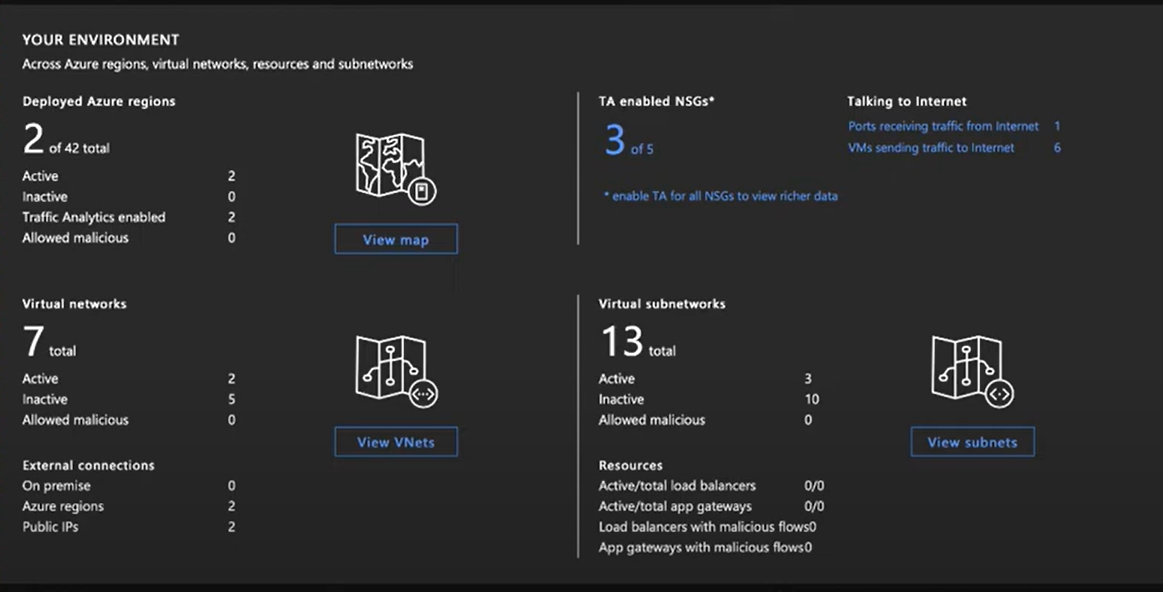 YOUR ENVIRONMENT
Across Azure regions, virtual networks, resources and subnetworks
Deployed Azure regions
2 of 42 total
Active 2
Inactive 0
Traffic Analytics enabled 2
Allowed malicious 0
View map
TA enabled NSGs*
3 of 5
* enable TA for all NSGs to view richer data
Talking to Internet
Ports receiving traffic from Internet 1
VMs sending traffic to Internet 6
Virtual networks
7 total
Active 2
Inactive 5
Allowed malicious 0
View VNets
External connections
On premise 0
Azure regions 2
Public IPs 2
Virtual subnetworks
13 total
Active 3
Inactive 10
Allowed malicious 0
View subnets
Resources
Active/total load balancers 0/0
Active/total app gateways 0/0
Load balancers with malicious flows0
App gateways with malicious flows0